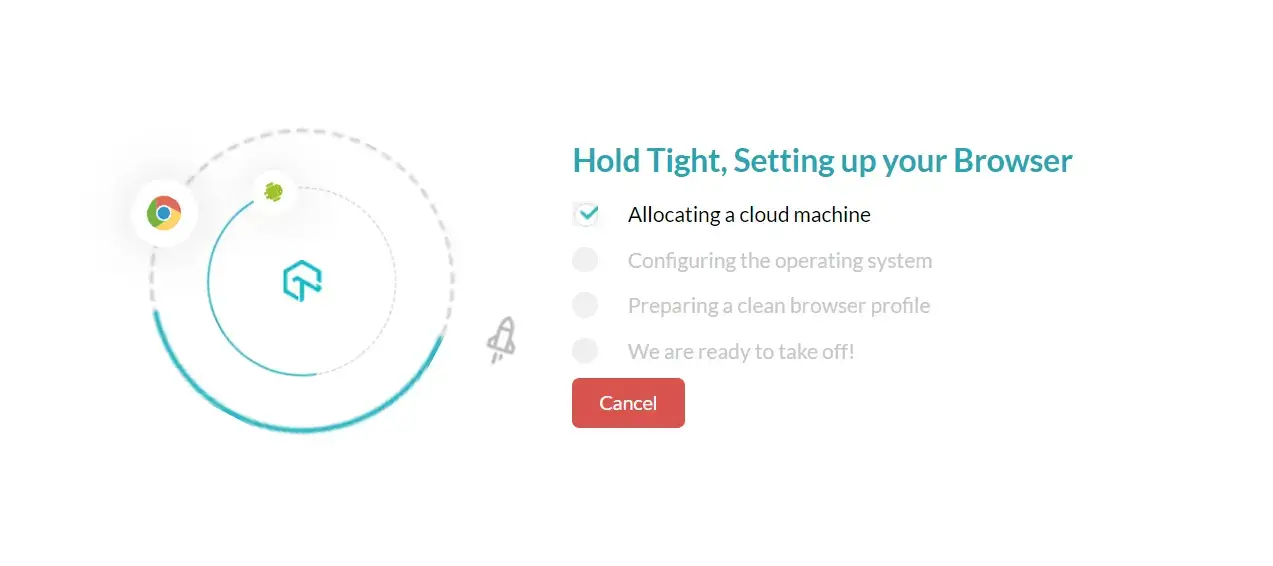 Hold Tight, Setting up your Browser
Allocating a cloud machine
Configuring the operating system
Preparing a clean browser profile
We are ready to take off!
Cancel